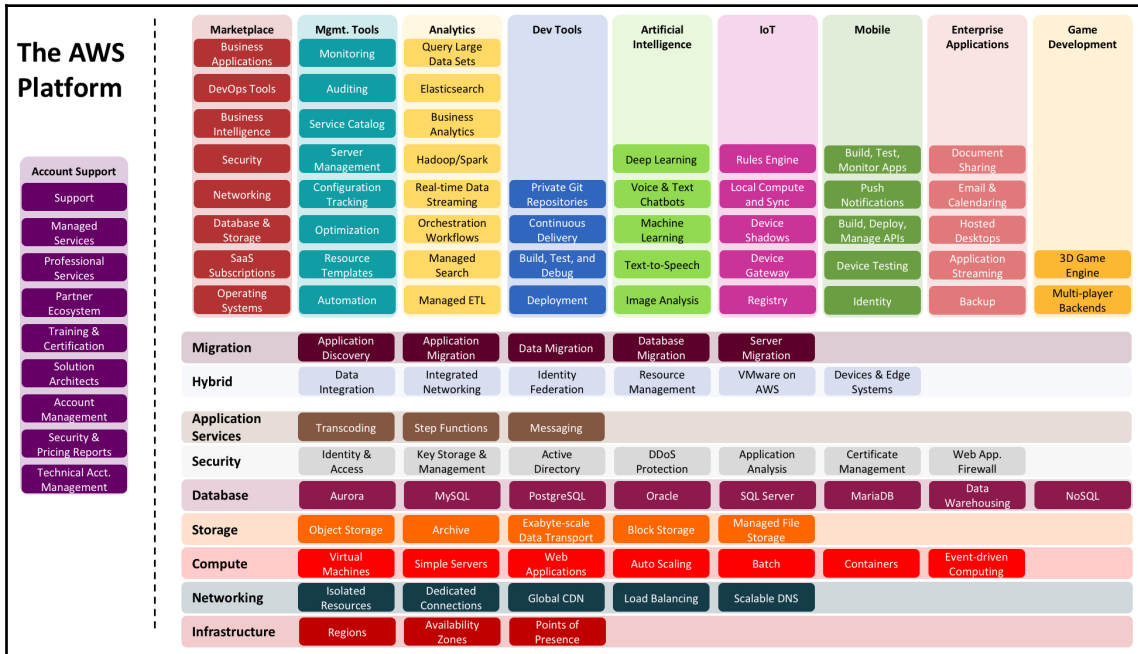 The AWS
Platform
Account Support
Support
Managed
Services
Professional
Services
Partner
Ecosystem
Training &
Certification
Solution
Architects
Account
Management
Security &
Pricing Reports
Technical Acct.
Management
Marketplace
Business
Applications
DevOps Tools
Business
Intelligence
Security
Networking
Database &
Storage
SaaS
Subscriptions
Operating
Systems
Mgmt. Tools
Monitoring
Auditing
Service Catalog
Server
Management
Configuration
Tracking
Optimization
Resource
Templates
Automation
Analytics
Query Large
Data Sets
Elasticsearch
Business
Analytics
Hadoop/Spark
Real-time Data
Streaming
Orchestration
Workflows
Managed
Search
Managed ETL
Dev Tools
Private Git
Repositories
Continuous
Delivery
Build, Test, and
Debug
Deployment
Artificial
Intelligence
Deep Learning
Voice & Text
Chatbots
Machine
Learning
Text-to-Speech
Image Analysis
IoT
Rules Engine
Local Compute
and Sync
Device
Shadows
Device
Gateway
Registry
Mobile
Build, Test,
Monitor Apps
Push
Notifications
Build, Deploy,
Manage APIs
Device Testing
Identity
Enterprise
Applications
Document
Sharing
Email &
Calendaring
Hosted
Desktops
Application
Streaming
Backup
Game
Development
3D Game
Engine
Multi-player
Backends
Migration
Application
Discovery
Application
Migration
Data Migration
Database
Migration
Server
Migration
Hybrid
Data
Integration
Integrated
Networking
Identity
Federation
Resource
Management
VMware on
AWS
Devices & Edge
Systems
Application
Services
Transcoding
Step Functions
Messaging
Security
Identity &
Access
Key Storage &
Management
Active
Directory
DDoS
Protection
Application
Analysis
Certificate
Management
Web App.
Firewall
Database
Aurora
MySQL
PostgreSQL
Oracle
SQL Server
MariaDB
Data
Warehousing
NoSQL
Storage
Object Storage
Archive
Exabyte-scale
Data Transport
Block Storage
Managed File
Storage
Compute
Virtual
Machines
Simple Servers
Web
Applications
Auto Scaling
Batch
Containers
Event-driven
Computing
Networking
Isolated
Resources
Dedicated
Connections
Global CDN
Load Balancing
Scalable DNS
Infrastructure
Regions
Availability
Zones
Points of
Presence